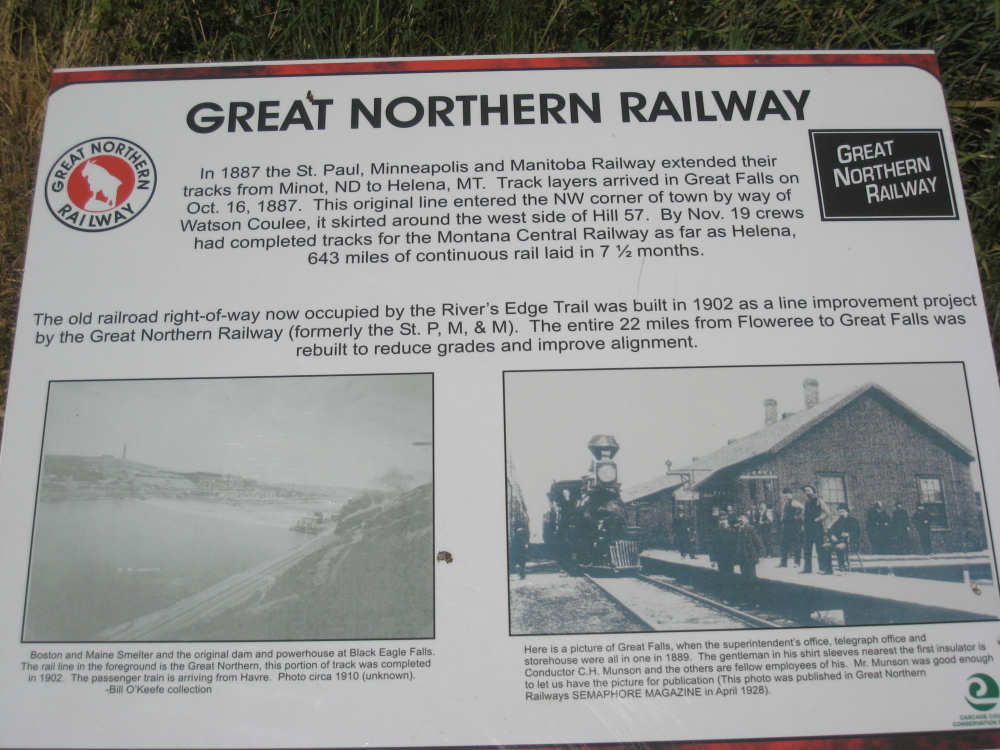 GREAT NORTHERN RAILWAY
GREAT NORTHERN
RAILWAY
In 1887 the St. Paul, Minneapolis and Manitoba Railway extended their
tracks from Minot, ND to Helena, MT. Track layers arrived in Great Falls on
Oct. 16, 1887. This original line entered the NW corner of town by way of
Watson Coulee, it skirted around the west side of Hill 57. By Nov. 19 crews
had completed tracks for the Montana Central Railway as far as Helena,
643 miles of continuous rail laid in 7 ½ months.
GREAT
NORTHERN
RAILWAY
The old railroad right-of-way now occupied by the River's Edge Trail was built in 1902 as a line improvement project
by the Great Northern Railway (formerly the St. P, M, & M). The entire 22 miles from Floweree to Great Falls was
rebuilt to reduce grades and improve alignment.
Boston and Maine Smelter and the original dam and powerhouse at Black Eagle Falls.
The rail line in the foreground is the Great Northern, this portion of track was completed
in 1902. The passenger train is arriving from Havre. Photo circa 1910 (unknown).
-Bill O'Keefe collection
Here is a picture of Great Falls, when the superintendent's office, telegraph office and
storehouse were all in one in 1889. The gentleman in his shirt sleeves nearest the first insulator is
Conductor C.H. Munson and the others are fellow employees of his. Mr. Munson was good enough
to let us have the picture for publication (This photo was published in Great Northern
Railways SEMAPHORE MAGAZINE in April 1928).
CASCADE
CONSERVATION